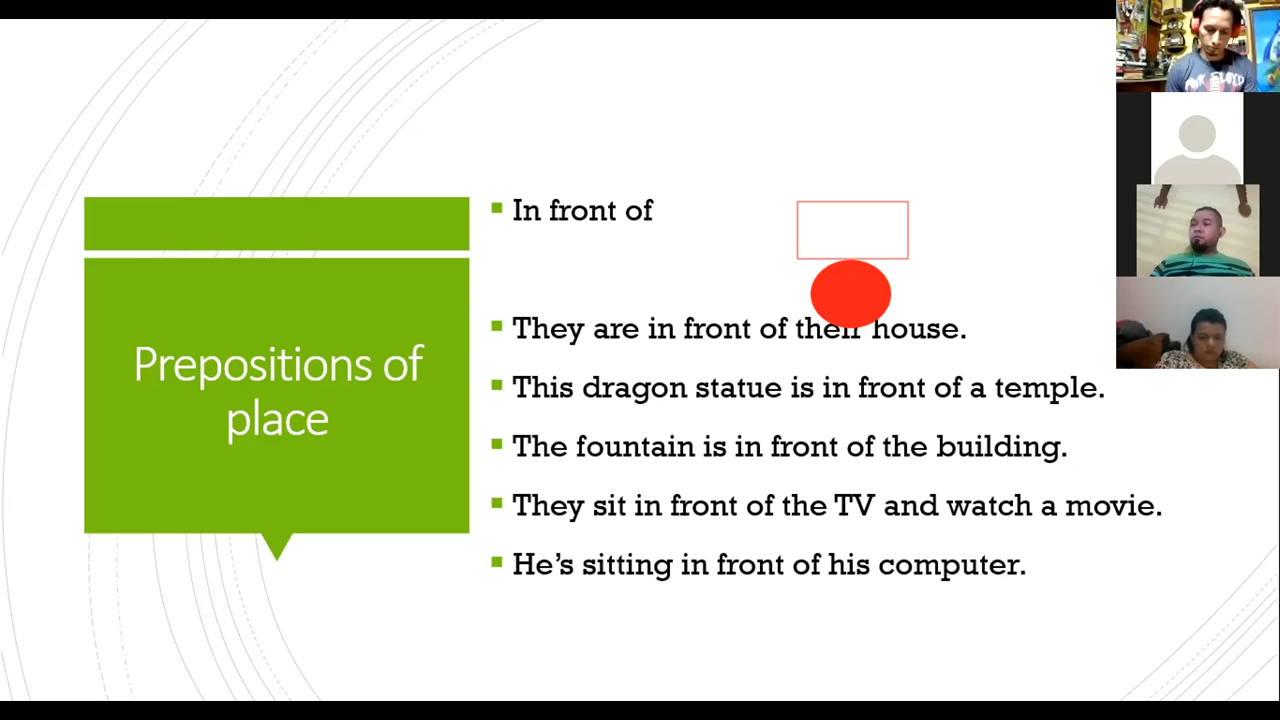 Prepositions of
place
In front of
They are in front of their house.
This dragon statue is in front of a temple.
The fountain is in front of the building.
They sit in front of the TV and watch a movie.
He’s sitting in front of his computer.